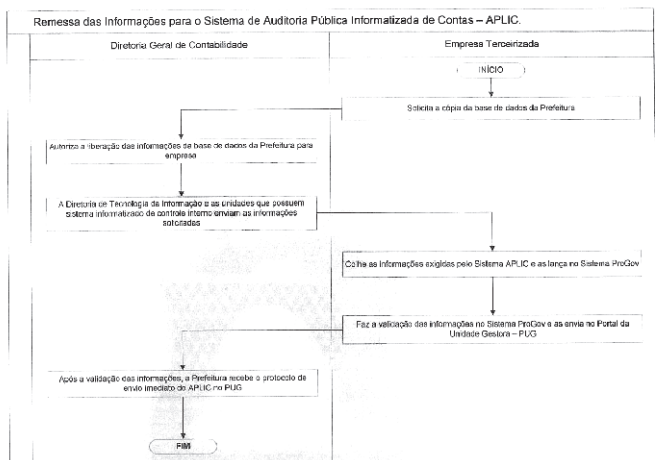 Remessa das Informações para o Sistema de Auditoria Pública Informatizada de Contas – APLIC.
Diretoria Geral de Contabilidade
Empresa Terceirizada
INÍCIO
Solicita a cópia da base de dados da Prefeitura
Autoriza a liberação das informações da base de dados da Prefeitura para
empresa
A Diretoria de Tecnologia da Informação e as unidades que possuem
sistema informatizado de controle interno enviam as informações
solicitadas
Colhe as informações exigidas pelo Sistema APLIC e as lança no Sistema ProGov
Faz a validação das informações no Sistema ProGov e as envia no Portal da
Unidade Gestora – PUG
Após a validação das informações, a Prefeitura recebe o protocolo de
envio imediato do APLIC no PUG
FIM